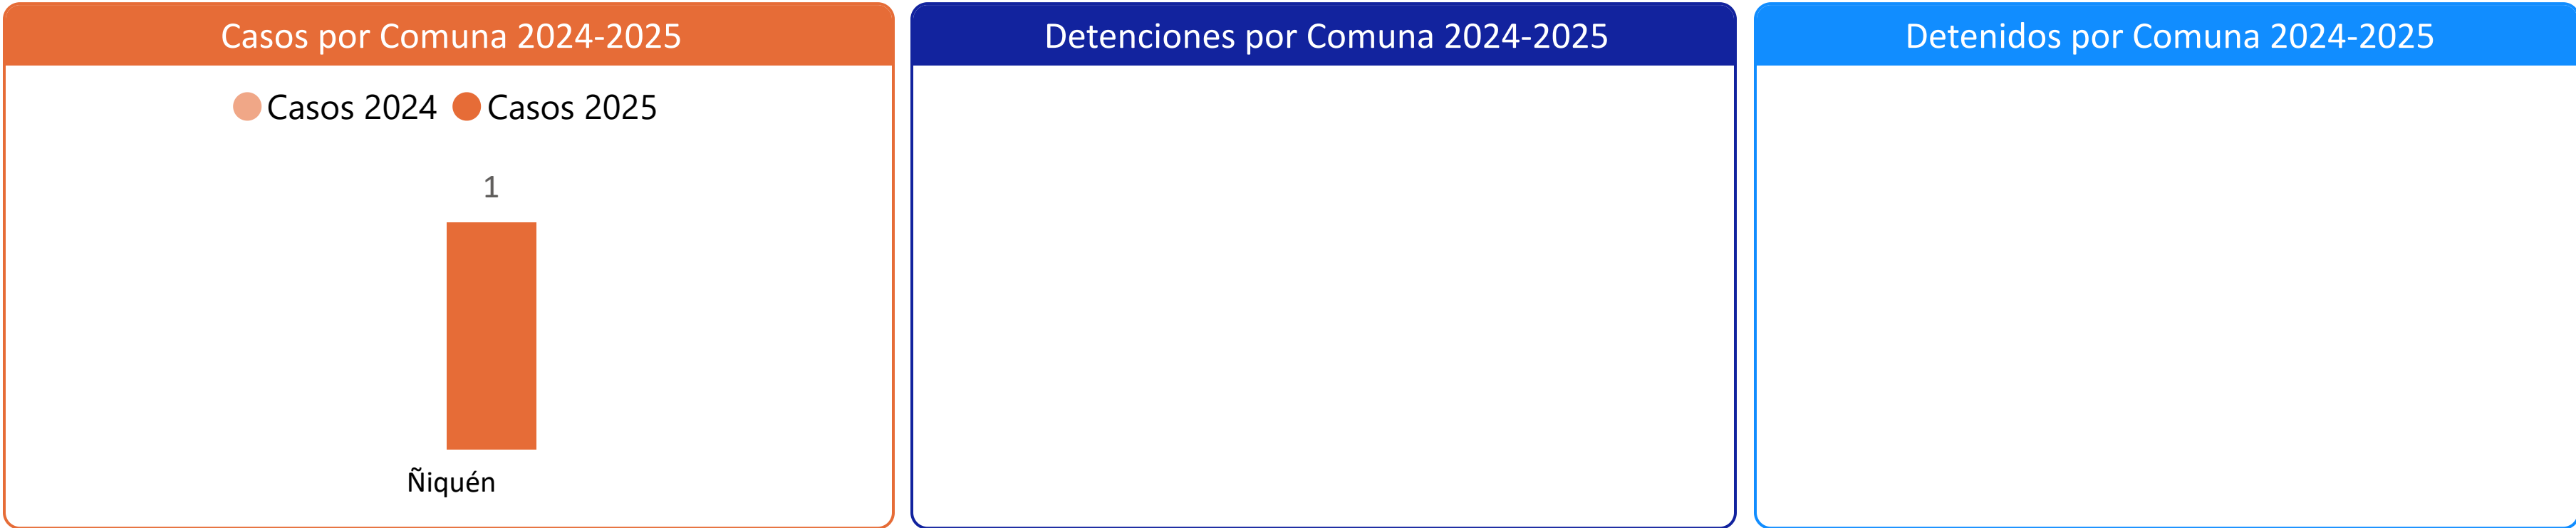 Casos por Comuna 2024-2025
Casos 2024 Casos 2025
1
Ñiquén
Detenciones por Comuna 2024-2025
Detenidos por Comuna 2024-2025